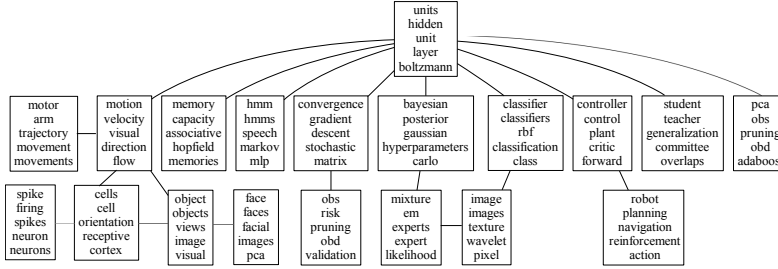 units
hidden
unit
layer
boltzmann
motor
arm
trajectory
movement
movements
motion
velocity
visual
direction
flow
memory
capacity
associative
hopfield
memories
hmm
hmms
speech
markov
mlp
convergence
gradient
descent
stochastic
matrix
bayesian
posterior
gaussian
hyperparameters
carlo
classifier
classifiers
rbf
classification
class
controller
control
plant
critic
forward
student
teacher
generalization
committee
overlaps
pca
obs
pruning
obd
adaboos
spike
firing
spikes
neuron
neurons
cells
cell
orientation
receptive
cortex
object
objects
views
image
visual
face
faces
facial
images
pca
obs
risk
pruning
obd
validation
mixture
em
experts
expert
likelihood
image
images
texture
wavelet
pixel
robot
planning
navigation
reinforcement
action